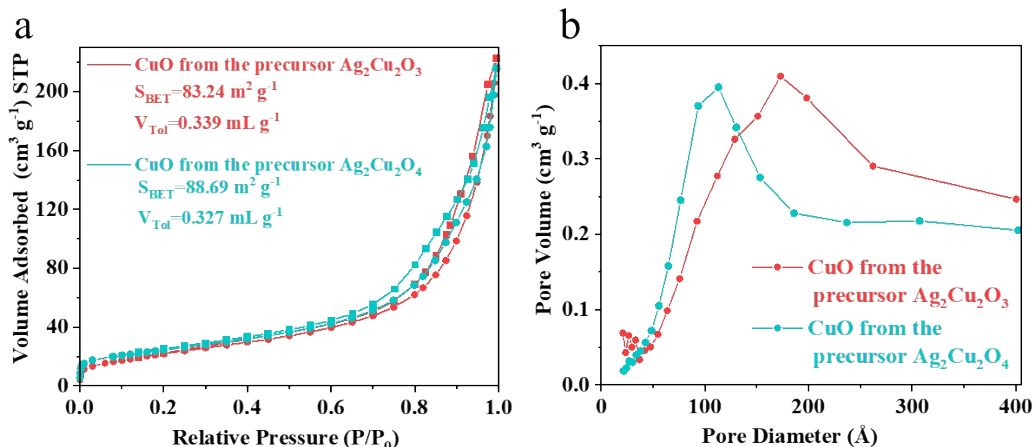 a
Volume Adsorbed (cm³ g⁻¹) STP
200
160
120
80
40
0
CuO from the precursor Ag₂Cu₂O₃
S_BET=83.24 m² g⁻¹
V_Tol=0.339 mL g⁻¹
CuO from the precursor Ag₂Cu₂O₄
S_BET=88.69 m² g⁻¹
V_Tol=0.327 mL g⁻¹
0.0 0.2 0.4 0.6 0.8 1.0
Relative Pressure (P/P₀)
b
Pore Volume (cm³ g⁻¹)
0.4
0.3
0.2
0.1
0.0
CuO from the
precursor Ag₂Cu₂O₃
CuO from the
precursor Ag₂Cu₂O₄
0 100 200 300 400
Pore Diameter (Å)